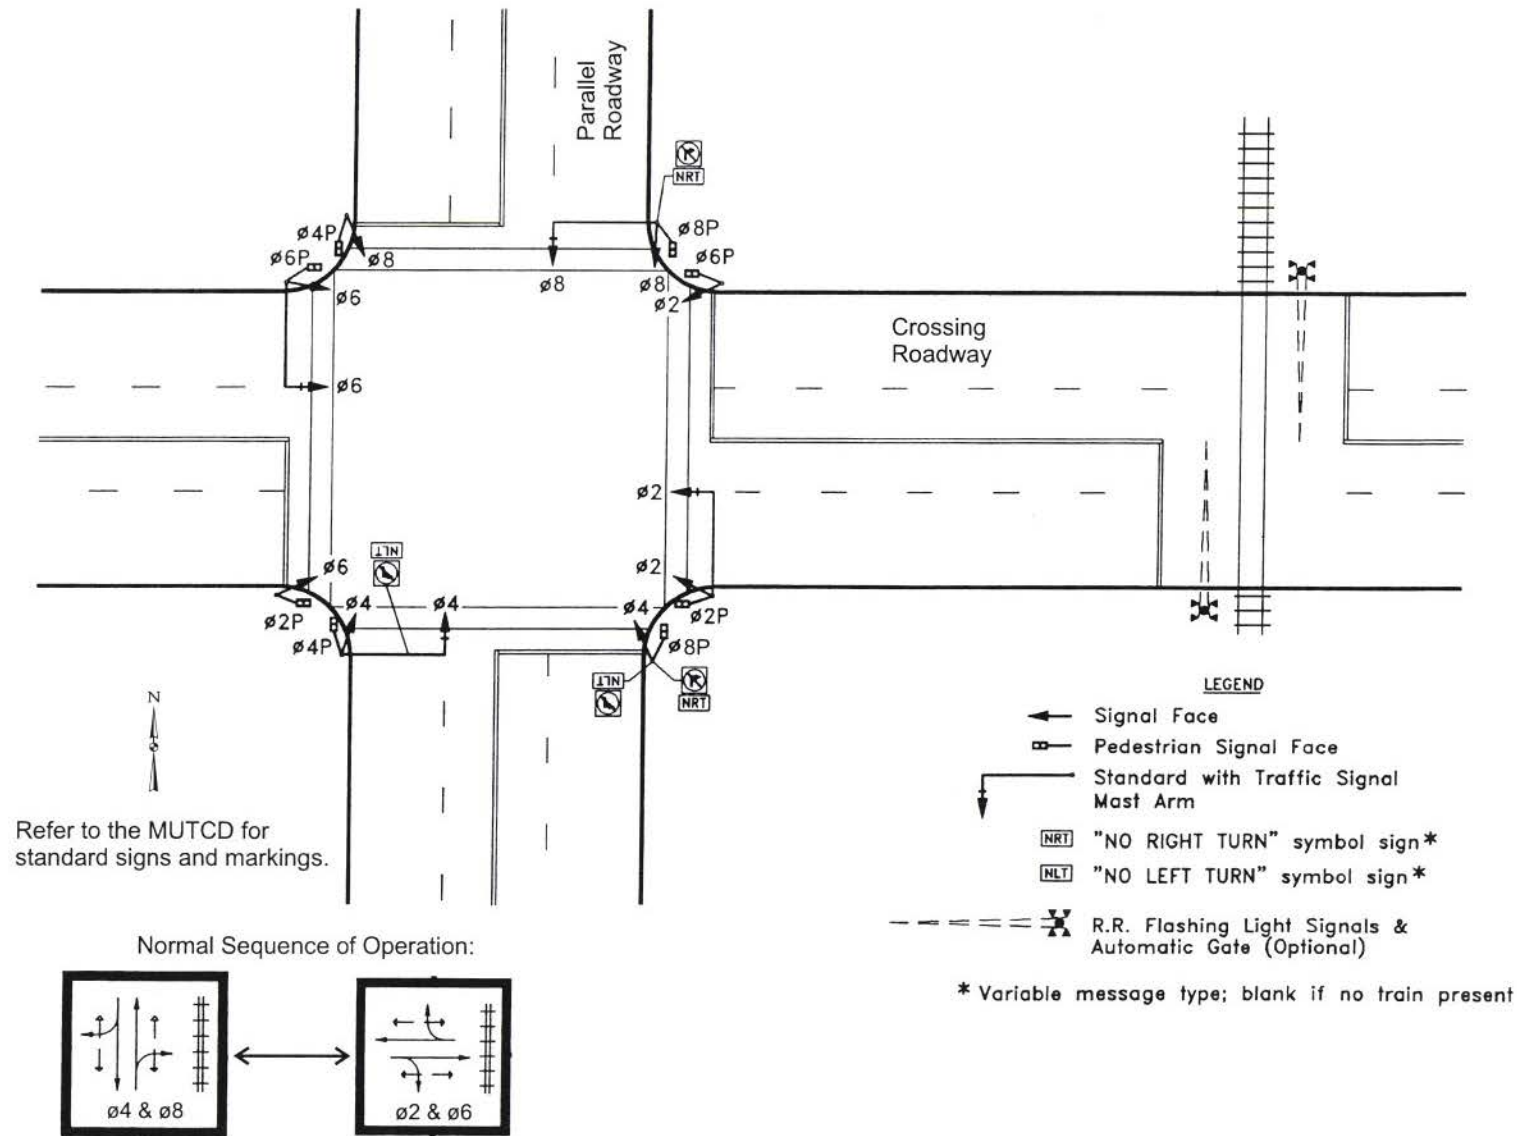 Parallel
Roadway
NRT
ø4P
ø8P
ø6P
ø8
ø6P
ø8
ø8
ø6
ø2
Crossing
Roadway
ø6
ø2
NLT
ø6
ø2
ø4
ø4
ø4
ø2P
ø2P
ø4P
ø8P
NLT
NRT
N
Refer to the MUTCD for
standard signs and markings.
LEGEND
Signal Face
Pedestrian Signal Face
Standard with Traffic Signal
Mast Arm
NRT "NO RIGHT TURN" symbol sign*
NLT "NO LEFT TURN" symbol sign*
R.R. Flashing Light Signals &
Automatic Gate (Optional)
* Variable message type; blank if no train present
Normal Sequence of Operation:
ø4 & ø8
ø2 & ø6